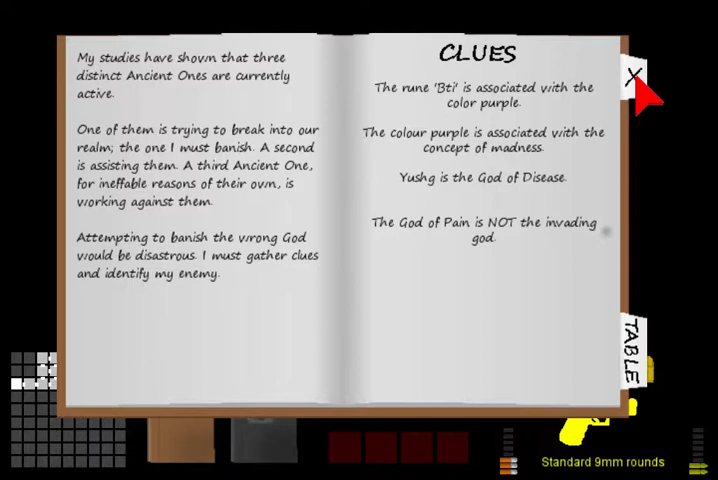 My studies have shown that three
distinct Ancient Ones are currently
active.
One of them is trying to break into our
realm; the one I must banish. A second
is assisting them. A third Ancient One,
for ineffable reasons of their own, is
working against them.
Attempting to banish the wrong God
would be disastrous. I must gather clues
and identify my enemy.
CLUES
The rune 'Bti' is associated with the
color purple.
The colour purple is associated with the
concept of madness.
Yushg is the God of Disease.
The God of Pain is NOT the invading
god.
X
TABLE
Standard 9mm rounds